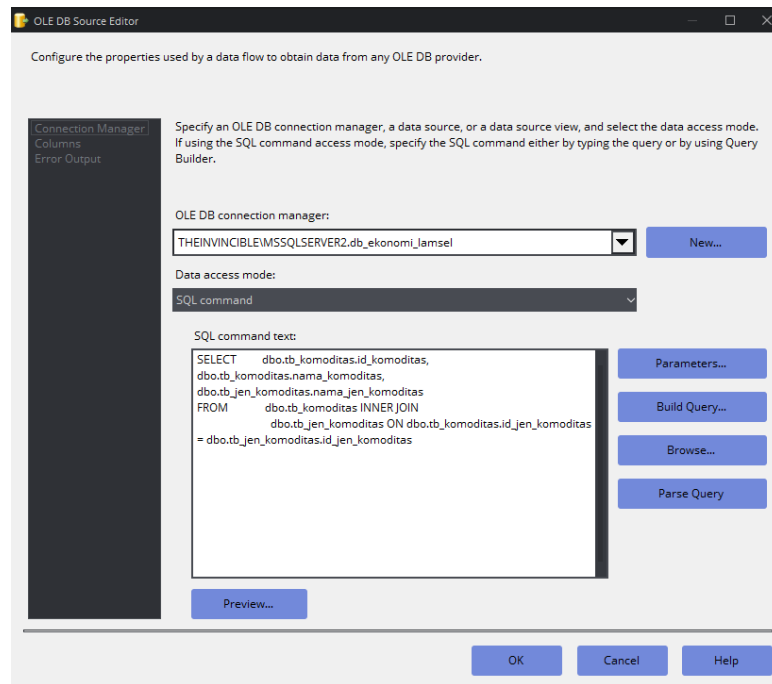 OLE DB Source Editor
Configure the properties used by a data flow to obtain data from any OLE DB provider.
Connection Manager
Columns
Error Output
Specify an OLE DB connection manager, a data source, or a data source view, and select the data access mode.
If using the SQL command access mode, specify the SQL command either by typing the query or by using Query
Builder.
OLE DB connection manager:
THEINVINCIBLE\MSSQLSERVER2.db_ekonomi_lamsel
New...
Data access mode:
SQL command
SQL command text:
SELECT dbo.tb_komoditas.id_komoditas,
dbo.tb_komoditas.nama_komoditas,
dbo.tb_jen_komoditas.nama_jen_komoditas
FROM dbo.tb_komoditas INNER JOIN
dbo.tb_jen_komoditas ON dbo.tb_komoditas.id_jen_komoditas
= dbo.tb_jen_komoditas.id_jen_komoditas
Parameters...
Build Query...
Browse...
Parse Query
Preview...
OK
Cancel
Help